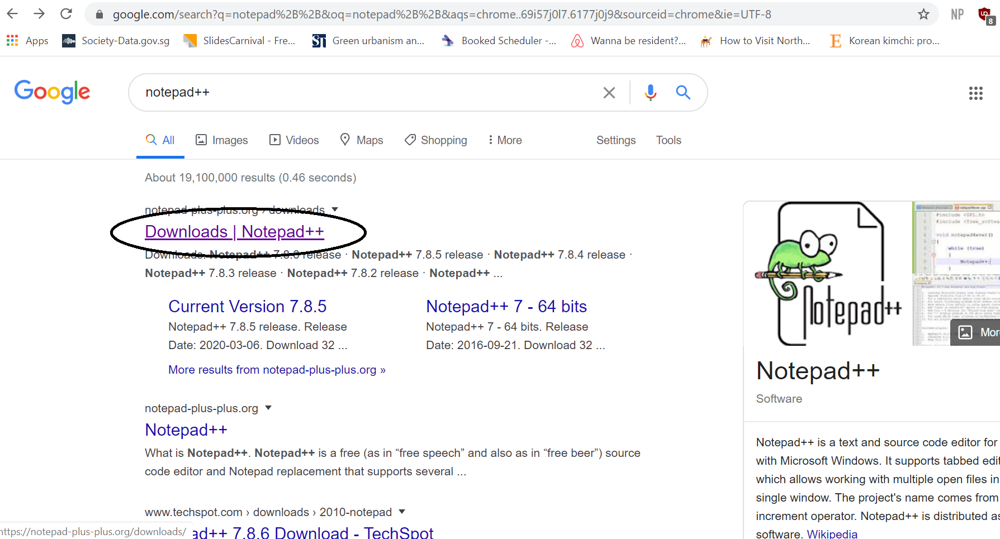 google.com/search?q=notepad%2B%2B&oq=notepad%2B%2B&aqs=chrome..69i57j0l7.6177j0j9&sourceid=chrome&ie=UTF-8
NP
8
Apps
Society-Data.gov.sg
SlidesCarnival - Fre...
ST
Green urbanism an...
Booked Scheduler -...
Wanna be resident?...
How to Visit North...
E
Korean kimchi: pro...
Google
notepad++
All
Images
Videos
Maps
Shopping
More
Settings
Tools
About 19,100,000 results (0.46 seconds)
notepad-plus-plus.org › downloads
Downloads | Notepad++
Downloads. Notepad++ 7.8.6 release · Notepad++ 7.8.5 release · Notepad++ 7.8.4 release ·
Notepad++ 7.8.3 release · Notepad++ 7.8.2 release · Notepad++ ...
Current Version 7.8.5
Notepad++ 7.8.5 release. Release
Date: 2020-03-06. Download 32 ...
Notepad++ 7 - 64 bits
Notepad++ 7 - 64 bits. Release
Date: 2016-09-21. Download 32 ...
More results from notepad-plus-plus.org »
notepad-plus-plus.org
Notepad++
What is Notepad++. Notepad++ is a free (as in “free speech” and also as in “free beer”) source
code editor and Notepad replacement that supports several ...
www.techspot.com › downloads › 2010-notepad
ad++ 7.8.6 Download - TechSpot
https://notepad-plus-plus.org/downloads/
Notepad++
#include <GPL.h>
#include <free_softwa
void notepad4ever()
{
while (true)
{
Notepad++;
}
Mor
Notepad++
Software
Notepad++ is a text and source code editor for
with Microsoft Windows. It supports tabbed edit
which allows working with multiple open files in
single window. The project's name comes from
increment operator. Notepad++ is distributed as
software. Wikipedia